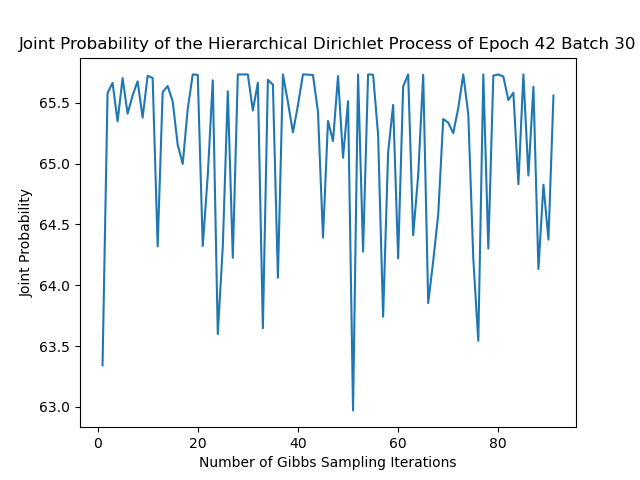 Joint Probability of the Hierarchical Dirichlet Process of Epoch 42 Batch 30
65.5
65.0
64.5
64.0
63.5
63.0
Joint Probability
0 20 40 60 80
Number of Gibbs Sampling Iterations